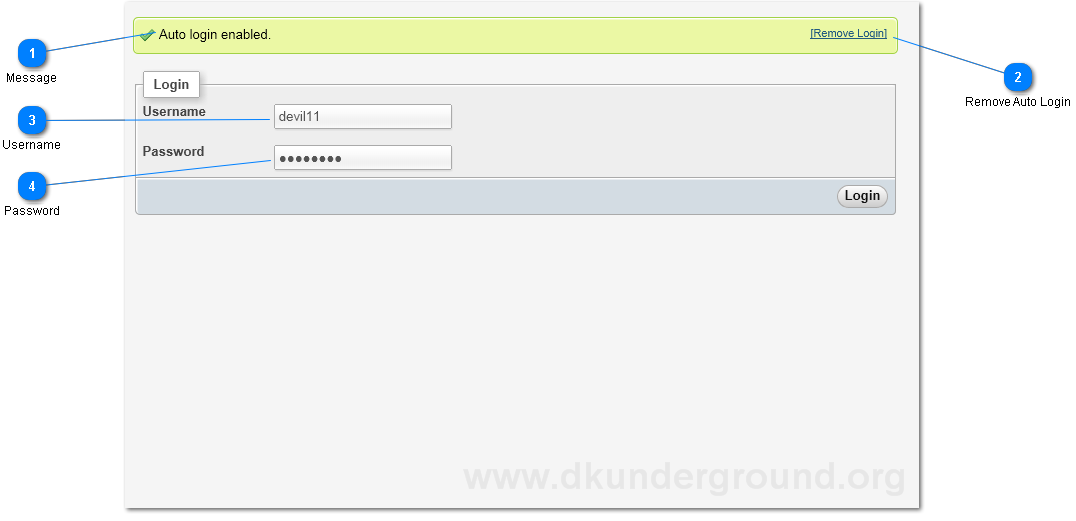 Auto login enabled.
[Remove Login]
1
Message
2
Remove Auto Login
Login
Username
devil11
3
Username
Password
●●●●●●●●
4
Password
Login
www.dkunderground.org